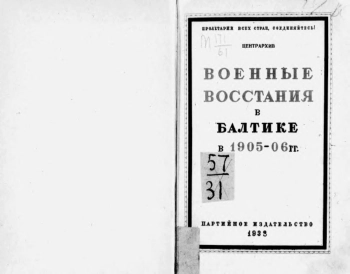 ПРОЛЕТАРИИ ВСЕХ СТРАН, СОЕДИНЯЙТЕСЬ!
ЦЕНТРАРХИВ
ВОЕННЫЕ
ВОССТАНИЯ
В
БАЛТИКЕ
В 1905-06 ГГ.
57
31
ПАРТИЙНОЕ ИЗДАТЕЛЬСТВО